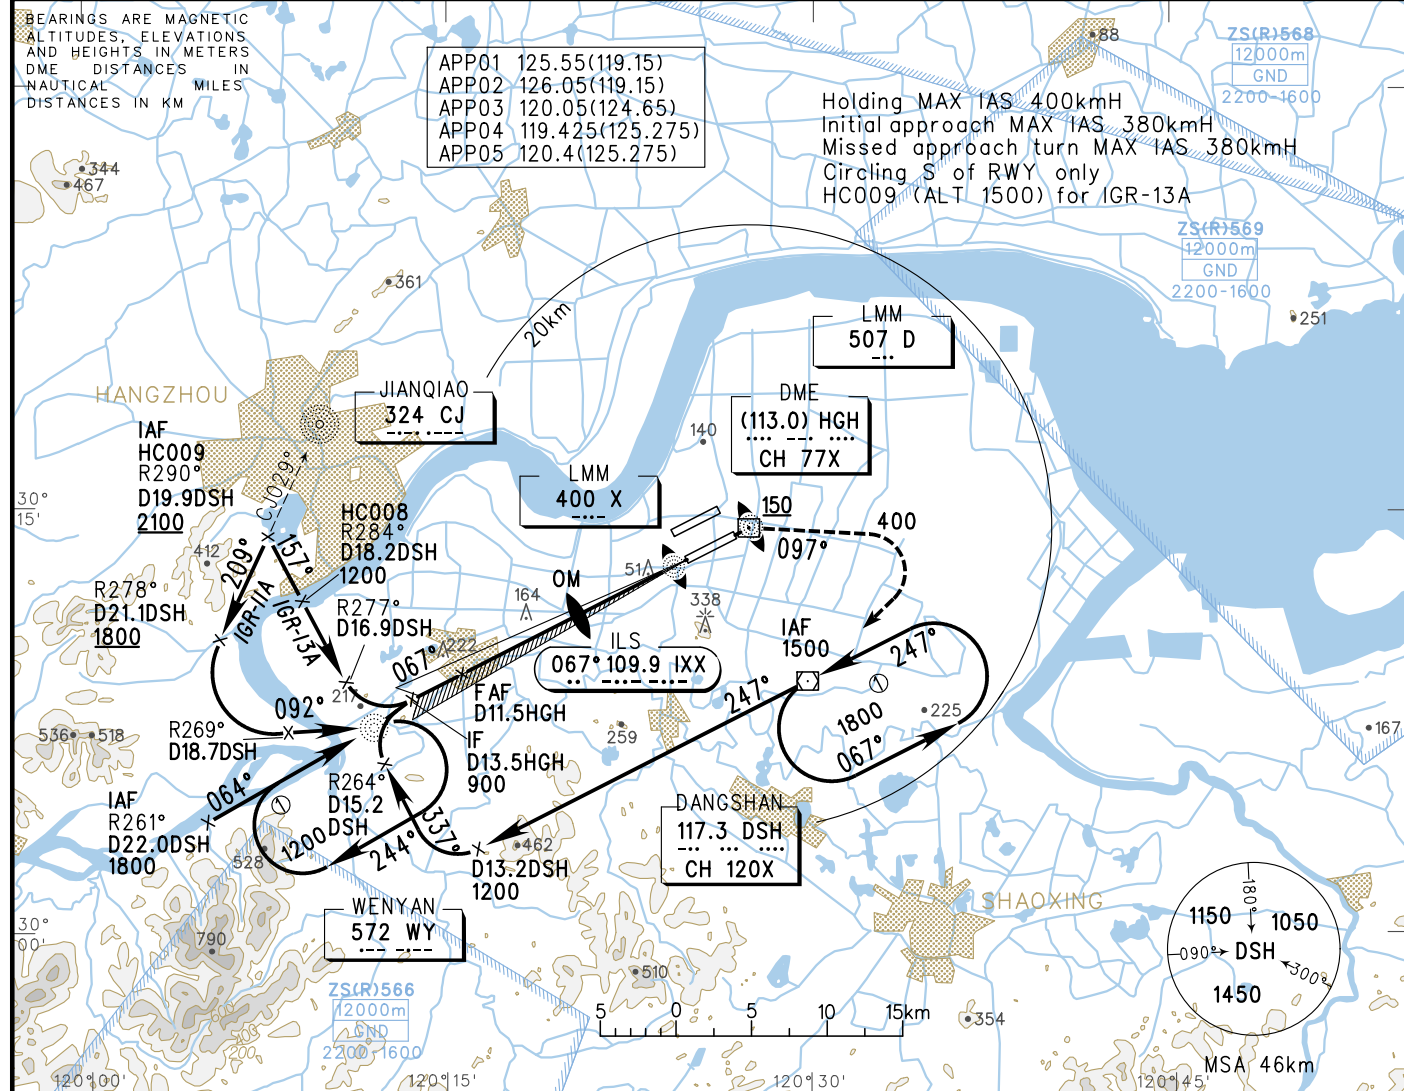 BEARINGS ARE MAGNETIC
ALTITUDES, ELEVATIONS
AND HEIGHTS IN METERS
DME DISTANCES IN
NAUTICAL MILES
DISTANCES IN KM
APP01 125.55(119.15)
APP02 126.05(119.15)
APP03 120.05(124.65)
APP04 119.425(125.275)
APP05 120.4(125.275)
88
ZS(R)568
12000m
GND
2200-1600
Holding MAX IAS 400kmH
Initial approach MAX IAS 380kmH
Missed approach turn MAX IAS 380kmH
Circling S of RWY only
HC009 (ALT 1500) for IGR-13A
344
467
ZS(R)569
12000m
GND
2200-1600
361
251
20km
LMM
507 D
HANGZHOU
JIANQIAO
324 CJ
DME
(113.0) HGH
CH 77X
140
IAF
HC009
R290°
D19.9DSH
2100
CJ029°
LMM
400 X
30°
15'
HC008
R284°
D18.2DSH
1200
150
400
097°
412
209°
157°
51
OM
R278°
D21.1DSH
1800
IGR-11A
IGR-13A
R277°
D16.9DSH
164
338
IAF
1500
247°
222
067°
ILS
067° 109.9 IXX
217
FAF
D11.5HGH
247°
1
1800
067°
225
092°
R269°
D18.7DSH
536
518
259
167
IF
D13.5HGH
900
064°
IAF
R261°
D22.0DSH
1800
1
R264°
D15.2
DSH
1200
244°
337°
528
462
D13.2DSH
1200
DANGSHAN
117.3 DSH
CH 120X
SHAOXING
WENYAN
572 WY
30°
00'
790
510
180°
1150
1050
090°
DSH
300°
1450
MSA 46km
ZS(R)566
12000m
GND
2200-1600
200
5 0 5 10 15km
354
120°00'
120°15'
120°30'
120°45'